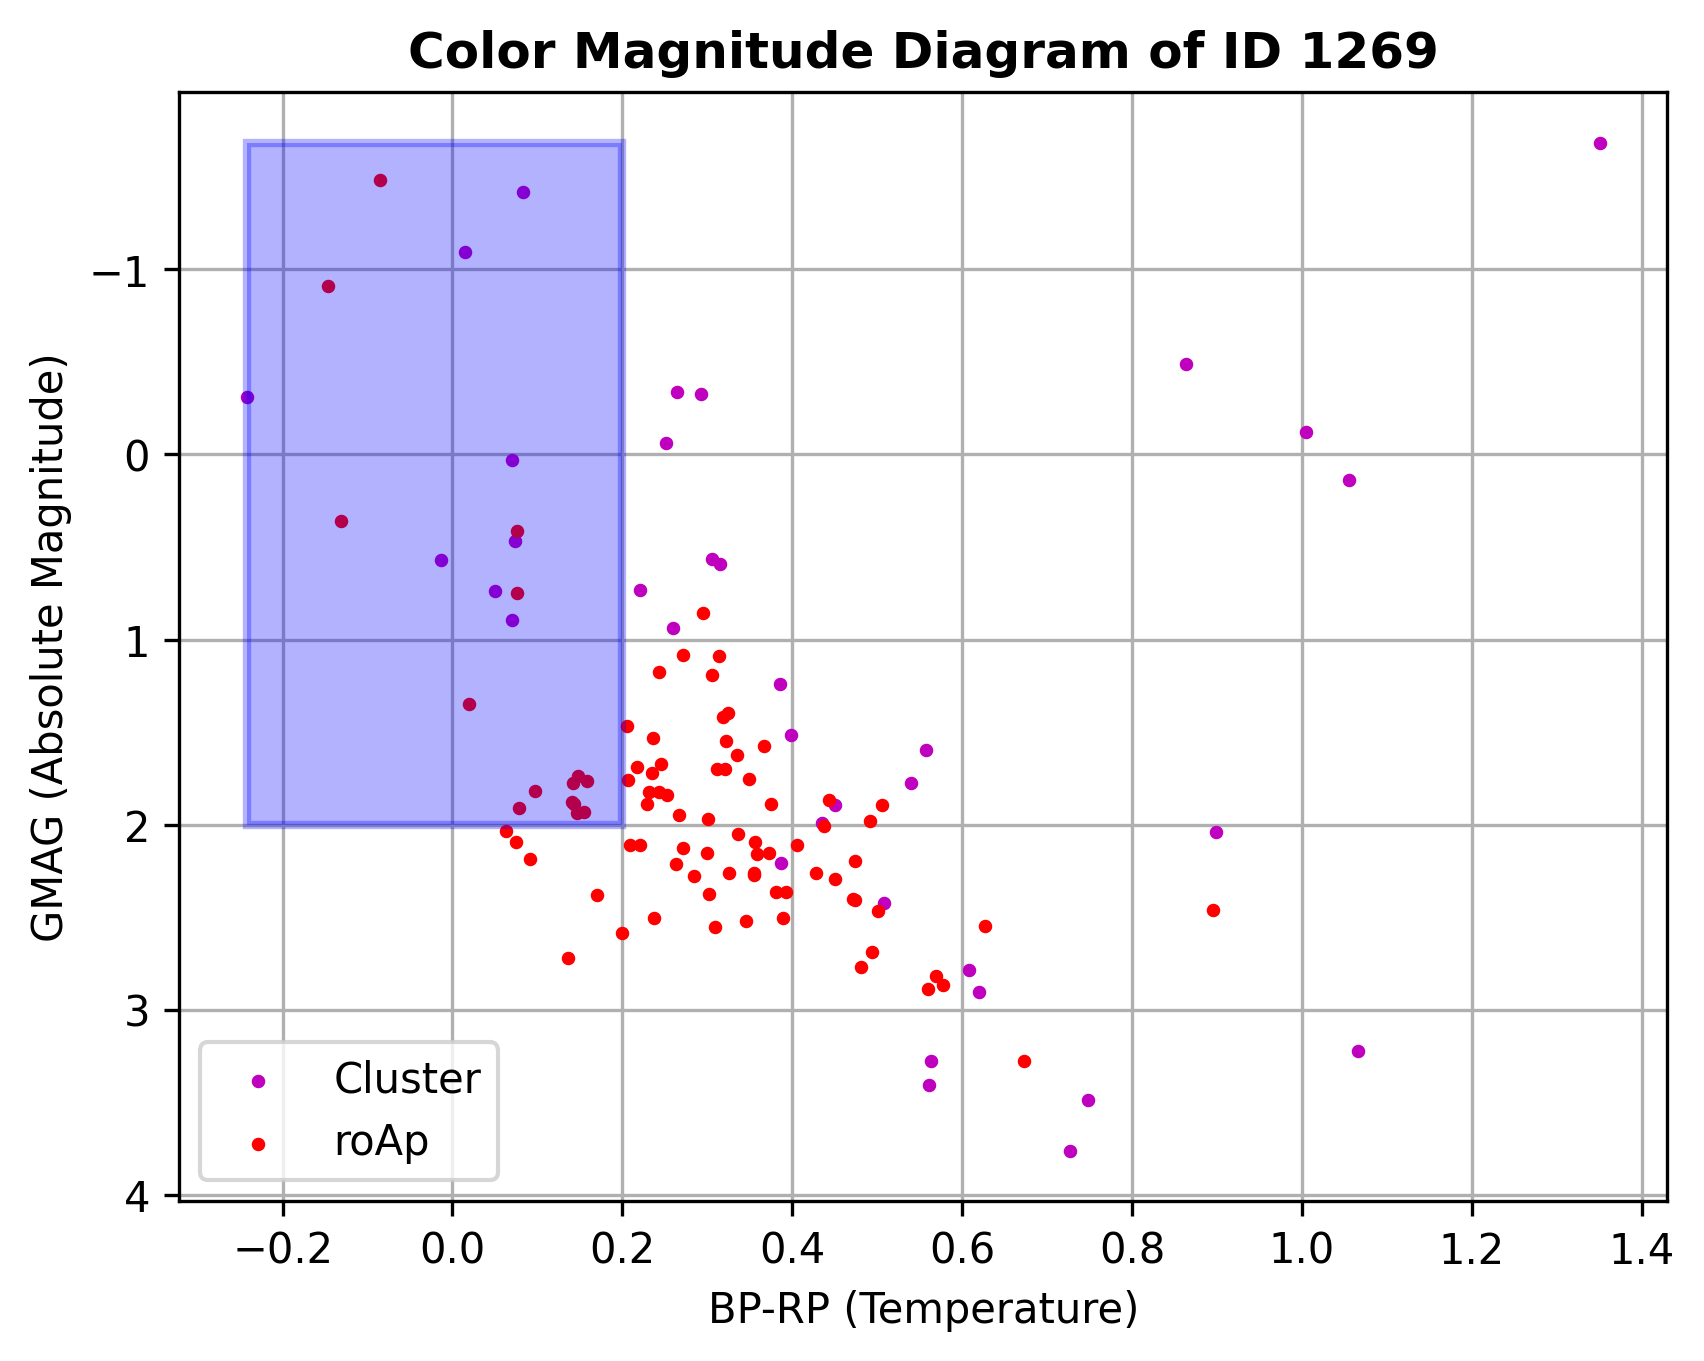 Color Magnitude Diagram of ID 1269
GMAG (Absolute Magnitude)
−1
0
1
2
3
4
Cluster
roAp
−0.2 0.0 0.2 0.4 0.6 0.8 1.0 1.2 1.4
BP-RP (Temperature)